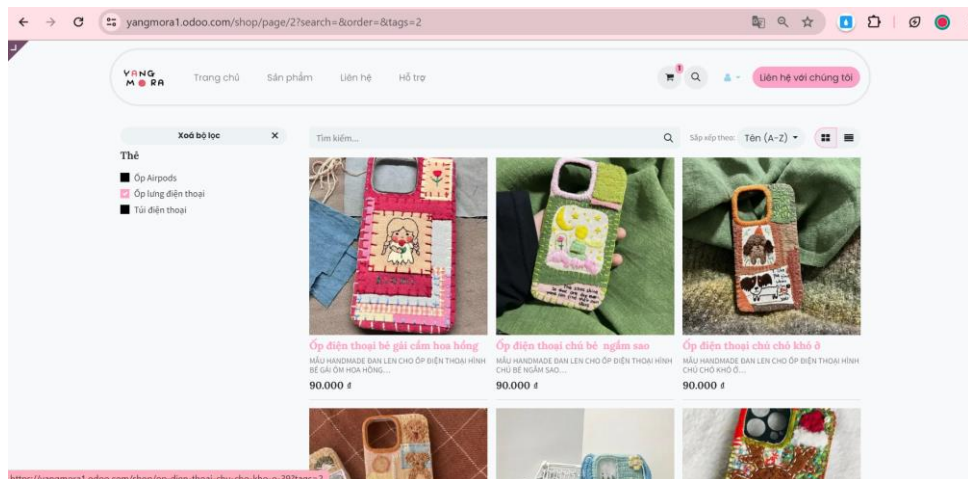 yangmora1.odoo.com/shop/page/2?search=&order=&tags=2
YANG
MORA
Trang chủ
Sản phẩm
Liên hệ
Hỗ trợ
1
Liên hệ với chúng tôi
Xoá bộ lọc
Tìm kiếm...
Sắp xếp theo: Tên (A-Z)
Thẻ
Ốp Airpods
Ốp lưng điện thoại
Túi điện thoại
Ốp điện thoại bé gái cầm hoa hồng
MẪU HANDMADE ĐAN LEN CHO ỐP ĐIỆN THOẠI HÌNH
BÉ GÁI ÔM HOA HỒNG...
90.000 ₫
Ốp điện thoại chú bé ngắm sao
MẪU HANDMADE ĐAN LEN CHO ỐP ĐIỆN THOẠI HÌNH
CHÚ BÉ NGẮM SAO...
90.000 ₫
Ốp điện thoại chú chó khó ở
MẪU HANDMADE ĐAN LEN CHO ỐP ĐIỆN THOẠI HÌNH
CHÚ CHÓ KHÓ Ở...
90.000 ₫